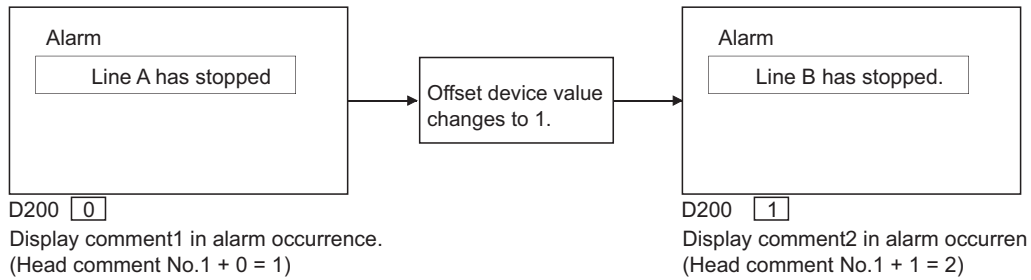 Alarm
Line A has stopped
Offset device value
changes to 1.
Alarm
Line B has stopped.
D200 0
Display comment1 in alarm occurrence.
(Head comment No.1 + 0 = 1)
D200 1
Display comment2 in alarm occurren
(Head comment No.1 + 1 = 2)